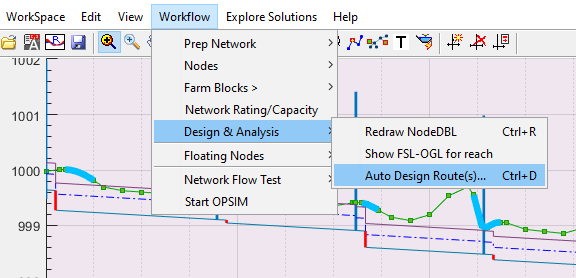 WorkSpace Edit View Workflow Explore Solutions Help
T
1002
1001
1000
999
Prep Network >
Nodes >
Farm Blocks > >
Network Rating/Capacity
Design & Analysis >
Floating Nodes >
Network Flow Test >
Start OPSIM
Redraw NodeDBL Ctrl+R
Show FSL-OGL for reach
Auto Design Route(s)... Ctrl+D